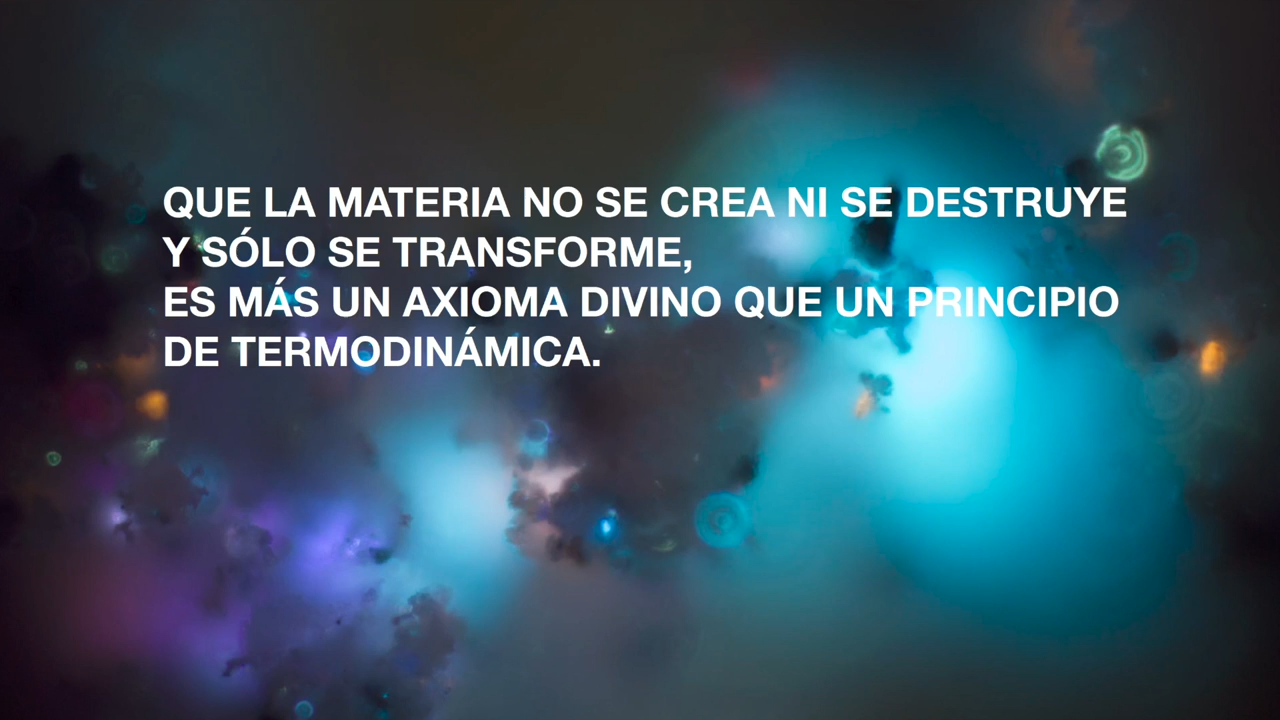 QUE LA MATERIA NO SE CREA NI SE DESTRUYE
Y SÓLO SE TRANSFORME,
ES MÁS UN AXIOMA DIVINO QUE UN PRINCIPIO
DE TERMODINÁMICA.